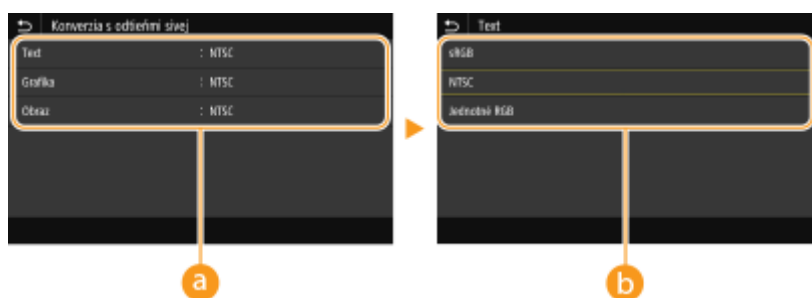 Konverzia s odtieňmi sivej
Text : NTSC
Grafika : NTSC
Obraz : NTSC
a
Text
sRGB
NTSC
Jednotné RGB
b